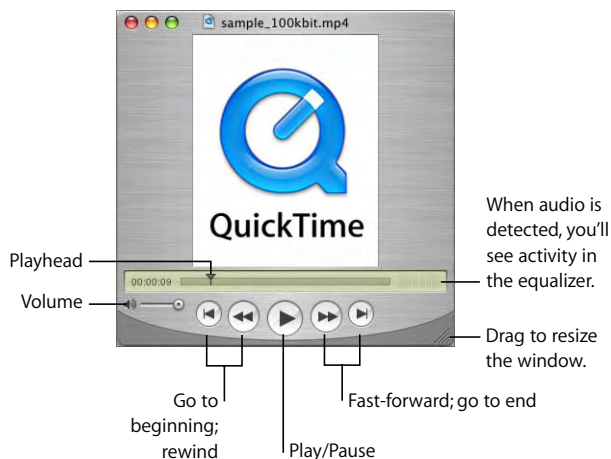 sample_100kbit.mp4
QuickTime
When audio is
detected, you'll
see activity in
the equalizer.
Playhead
00:00:09
Volume
Drag to resize
the window.
Go to
beginning;
rewind
Fast-forward; go to end
Play/Pause